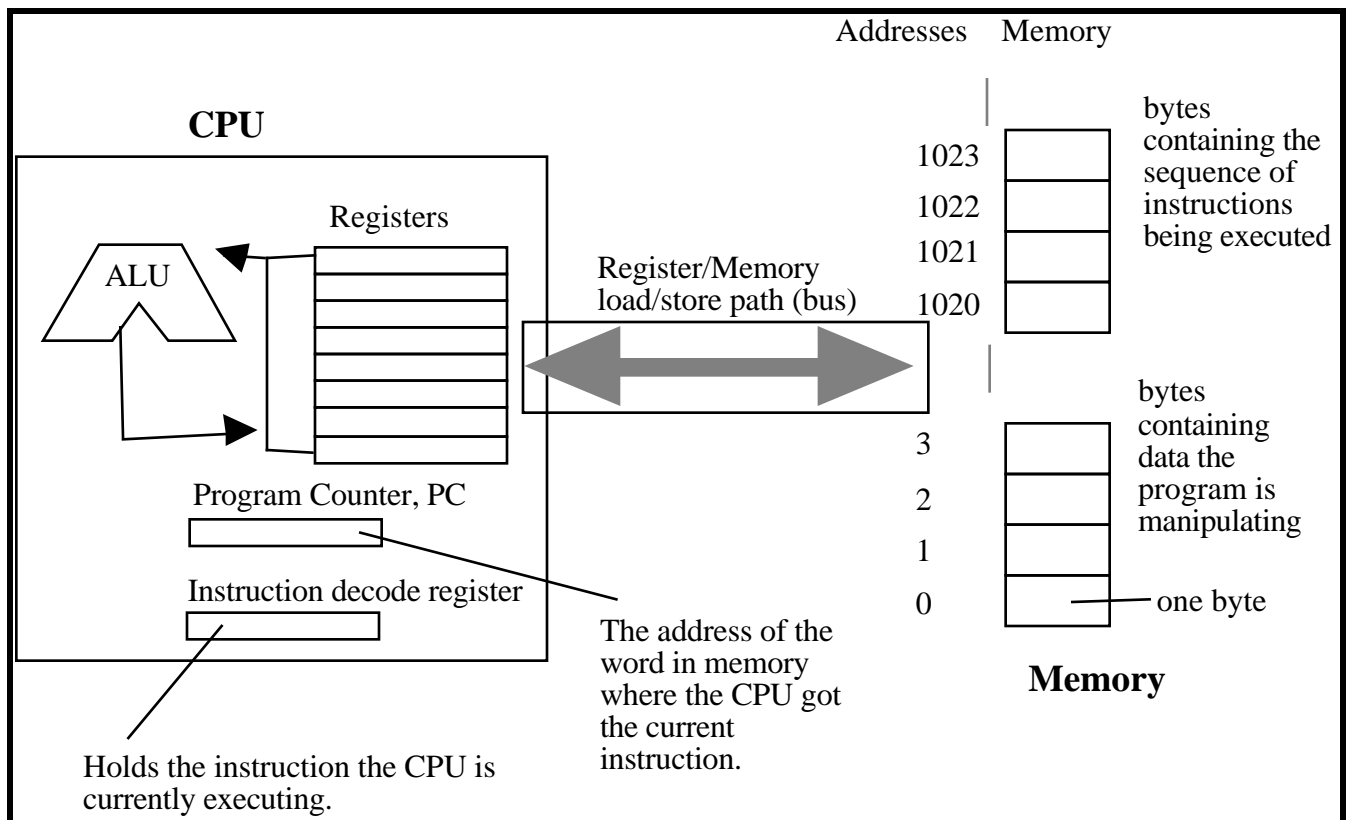 Addresses Memory
CPU
Registers
ALU
Program Counter, PC
Instruction decode register
Holds the instruction the CPU is
currently executing.
Register/Memory
load/store path (bus)
The address of the
word in memory
where the CPU got
the current
instruction.
1023
1022
1021
1020
bytes
containing the
sequence of
instructions
being executed
3
2
1
0
bytes
containing
data the
program is
manipulating
one byte
Memory